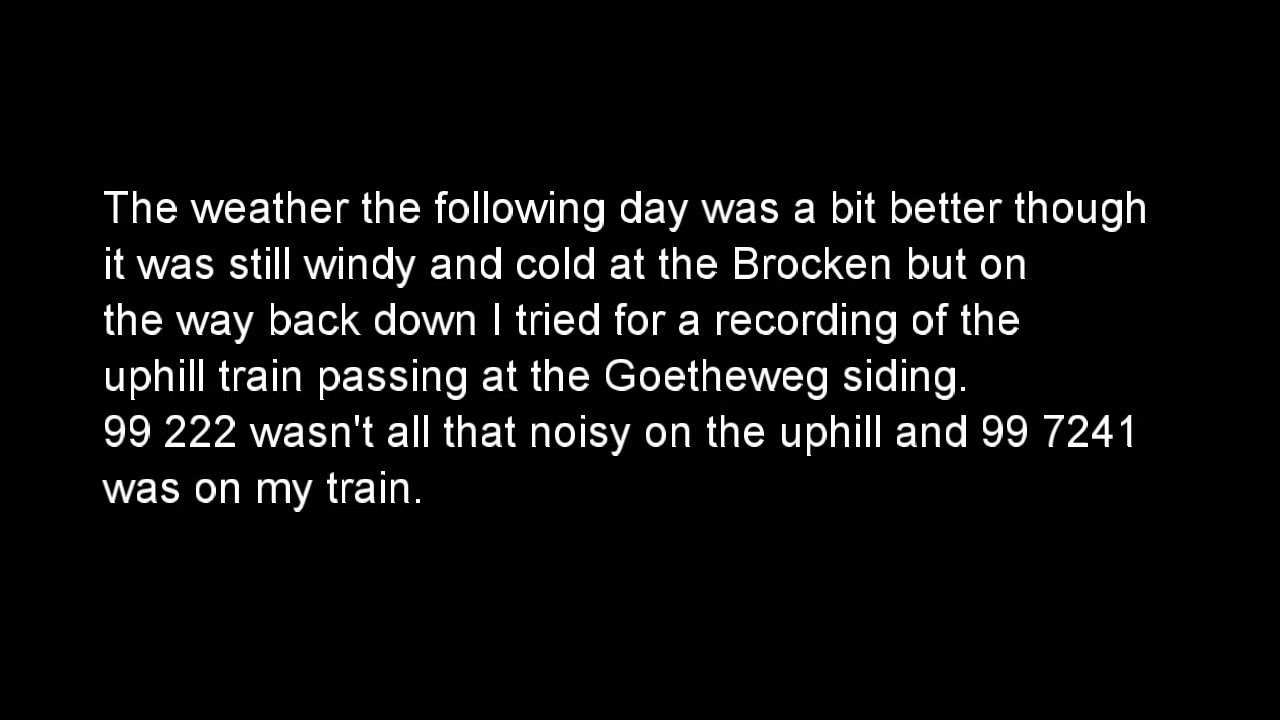 The weather the following day was a bit better though
it was still windy and cold at the Brocken but on
the way back down I tried for a recording of the
uphill train passing at the Goetheweg siding.
99 222 wasn't all that noisy on the uphill and 99 7241
was on my train.